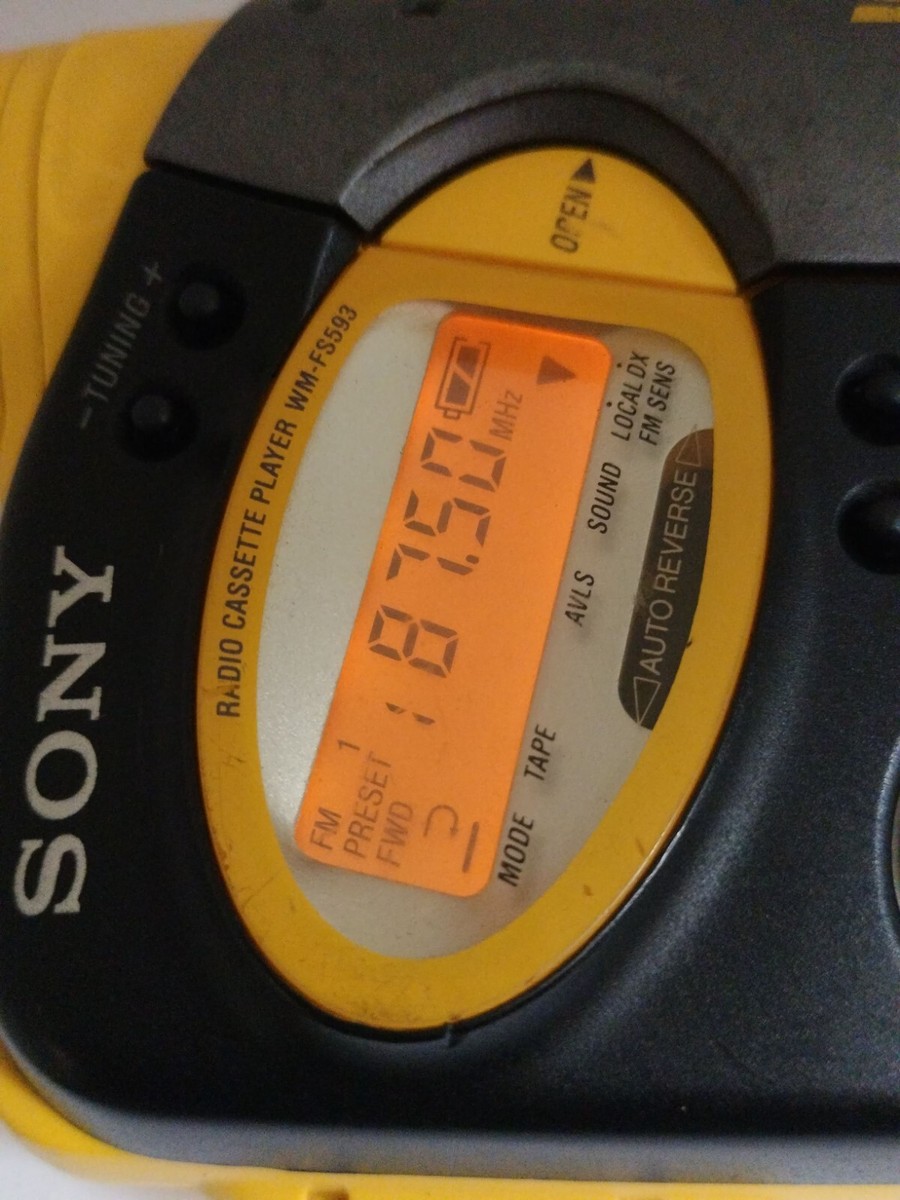 SONY
- TUNING +
RADIO CASSETTE PLAYER WM-FS593
OPEN
FM
PRESET 1
FWD
1 87.50 MHz
MODE TAPE AVLS SOUND LOCAL DX
FM SENS
AUTO REVERSE